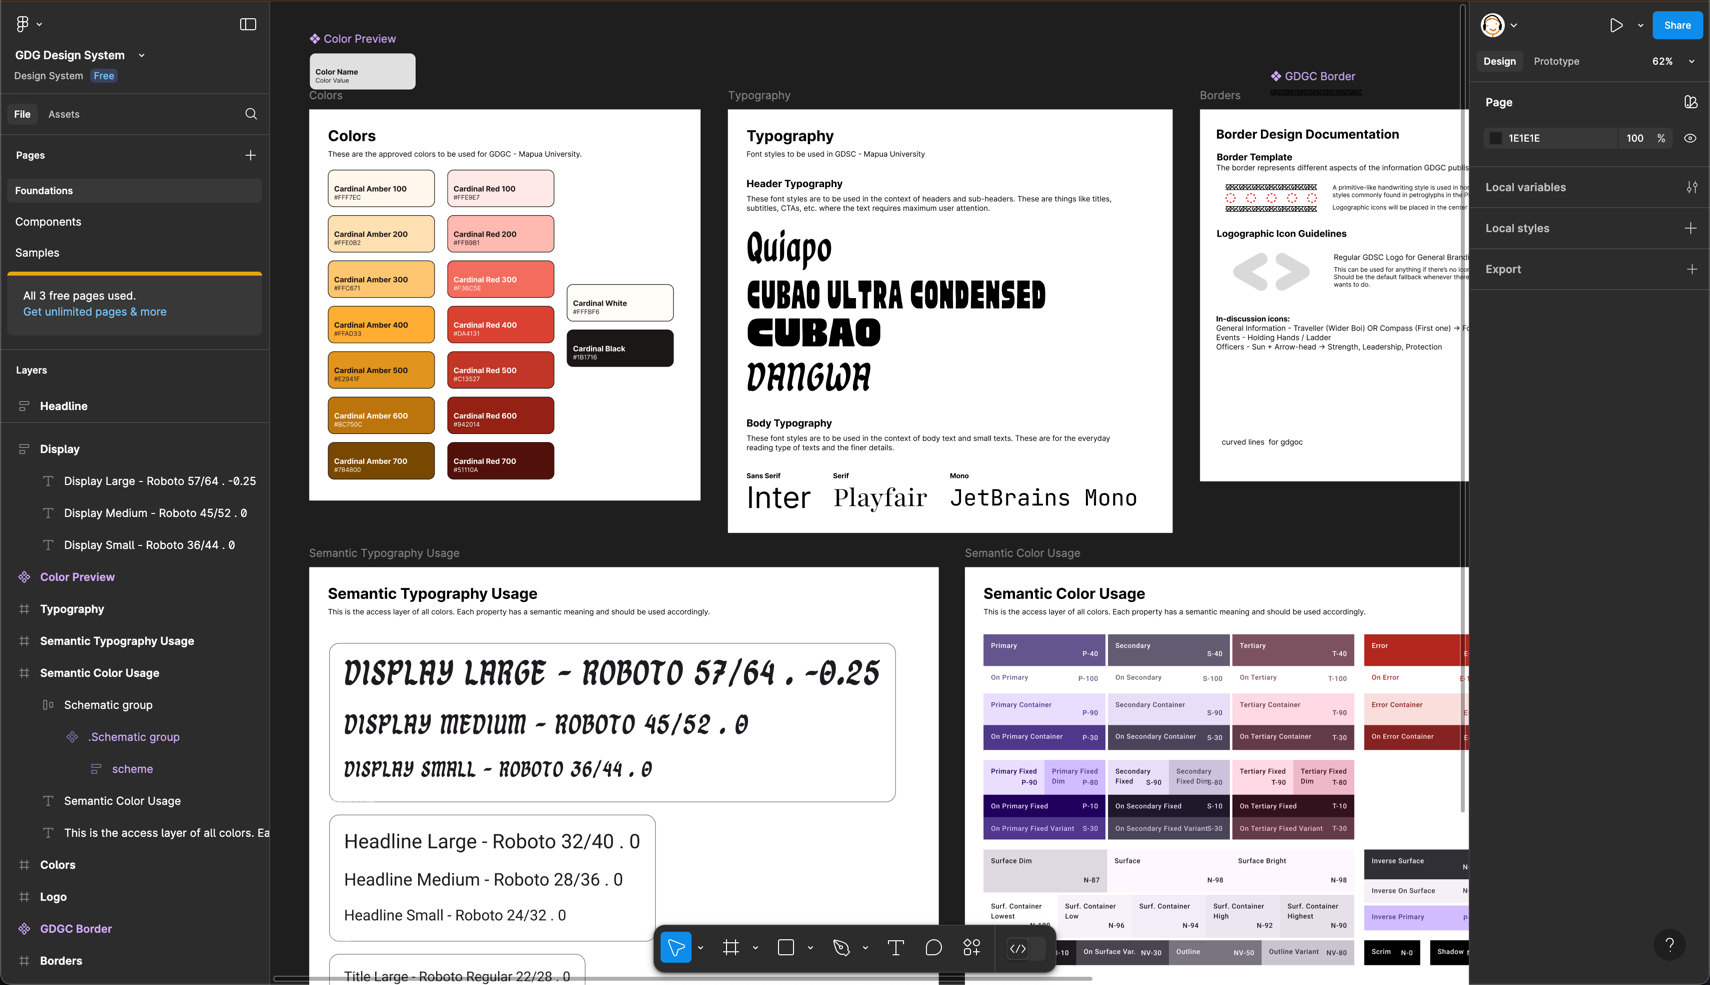 GDG Design System
Design System Free
File Assets
Pages
Foundations
Components
Samples
All 3 free pages used.
Get unlimited pages & more
Layers
Headline
Display
Display Large - Roboto 57/64 . -0.25
Display Medium - Roboto 45/52 . 0
Display Small - Roboto 36/44 . 0
Color Preview
Typography
Semantic Typography Usage
Semantic Color Usage
Schematic group
.Schematic group
scheme
Semantic Color Usage
This is the access layer of all colors. Ea
Colors
Logo
GDGC Border
Borders
Color Preview
Color Name
Color Value
Colors
Colors
These are the approved colors to be used for GDGC - Mapua University.
Cardinal Amber 100
#FFF7EC
Cardinal Red 100
#FFE9E7
Cardinal Amber 200
#FFE0B2
Cardinal Red 200
#FFB9B1
Cardinal Amber 300
#FFC671
Cardinal Red 300
#F36C5E
Cardinal White
#FFFBF6
Cardinal Amber 400
#FFAD33
Cardinal Red 400
#DA4131
Cardinal Black
#1B1716
Cardinal Amber 500
#E2941F
Cardinal Red 500
#C13527
Cardinal Amber 600
#BC750C
Cardinal Red 600
#942014
Cardinal Amber 700
#784800
Cardinal Red 700
#51110A
Typography
Typography
Font styles to be used in GDSC - Mapua University
Header Typography
These font styles are to be used in the context of headers and sub-headers. These are things like titles,
subtitles, CTAs, etc. where the text requires maximum user attention.
Quiapo
CUBAO ULTRA CONDENSED
CUBAO
DANGWA
Body Typography
These font styles are to be used in the context of body text and small texts. These are for the everyday
reading type of texts and the finer details.
Sans Serif Serif Mono
Inter Playfair JetBrains Mono
GDGC Border
Borders
Border Design Documentation
Border Template
The border represents different aspects of the information GDGC publis
A primitive-like handwriting style is used in hor
styles commonly found in petroglyphs in the P
Logographic icons will be placed in the center
Logographic Icon Guidelines
Regular GDSC Logo for General Brandi
This can be used for anything if there's no icon
Should be the default fallback whenever there
wants to do.
In-discussion icons:
General Information - Traveller (Wider Boi) OR Compass (First one) → Fo
Events - Holding Hands / Ladder
Officers - Sun + Arrow-head → Strength, Leadership, Protection
curved lines for gdgoc
Semantic Typography Usage
Semantic Typography Usage
This is the access layer of all colors. Each property has a semantic meaning and should be used accordingly.
DISPLAY LARGE - ROBOTO 57/64 . -0.25
DISPLAY MEDIUM - ROBOTO 45/52 . 0
DISPLAY SMALL - ROBOTO 36/44 . 0
Headline Large - Roboto 32/40 . 0
Headline Medium - Roboto 28/36 . 0
Headline Small - Roboto 24/32 . 0
Title Large - Roboto Regular 22/28 . 0
Semantic Color Usage
Semantic Color Usage
This is the access layer of all colors. Each property has a semantic meaning and should be used accordingly.
Primary P-40 Secondary S-40 Tertiary T-40 Error E-
On Primary P-100 On Secondary S-100 On Tertiary T-100 On Error E-1
Primary Container P-90 Secondary Container S-90 Tertiary Container T-90 Error Container E-
On Primary Container P-30 On Secondary Container S-30 On Tertiary Container T-30 On Error Container E-
Primary Fixed P-90 Primary Fixed Dim P-80 Secondary Fixed S-90 Secondary Fixed Dim S-80 Tertiary Fixed T-90 Tertiary Fixed Dim T-80
On Primary Fixed P-10 On Secondary Fixed S-10 On Tertiary Fixed T-10
On Primary Fixed Variant S-30 On Secondary Fixed Variant S-30 On Tertiary Fixed Variant T-30
Surface Dim N-87 Surface N-98 Surface Bright N-98 Inverse Surface N-
Inverse On Surface N-
Surf. Container Lowest N-100 Surf. Container Low N-96 Surf. Container N-94 Surf. Container High N-92 Surf. Container Highest N-90
Inverse Primary P-
-10 On Surface Var. NV-30 Outline NV-50 Outline Variant NV-80 Scrim N-0 Shadow N-
Share
Design Prototype 62%
Page
1E1E1E 100 %
Local variables
Local styles
Export
?